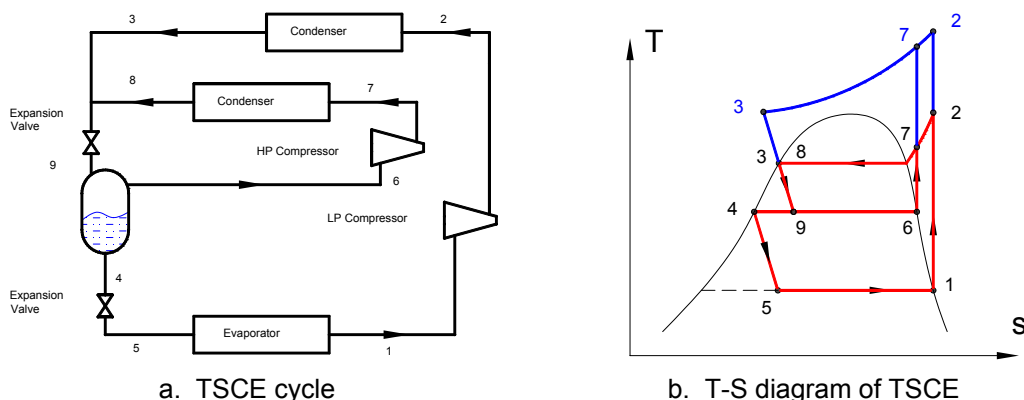 3
2
Condenser
8
7
Condenser
Expansion
Valve
HP Compressor
9
6
LP Compressor
4
Expansion
Valve
Evaporator
5
1
a. TSCE cycle
T
7
2
3
2
7
3
8
4
9
6
5
1
S
b. T-S diagram of TSCE